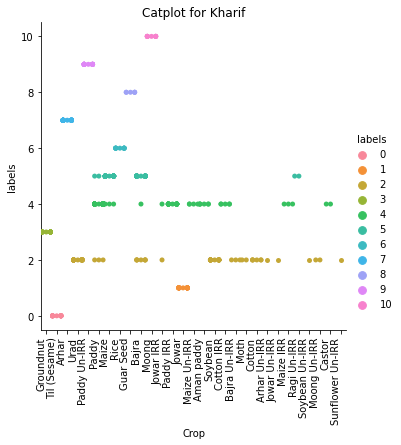 Catplot for Kharif
labels
10
8
6
4
2
0
Groundnut
Til (Sesame)
Arhar
Urad
Paddy Un-IRR
Paddy
Maize
Rice
Guar Seed
Bajra
Moong
Jowar IRR
Paddy IRR
Jowar
Maize Un-IRR
Aman paddy
Soybean
Cotton IRR
Bajra Un-IRR
Moth
Cotton
Arhar Un-IRR
Jowar Un-IRR
Maize IRR
Ragi Un-IRR
Soybean Un-IRR
Moong Un-IRR
Castor
Sunflower Un-IRR
Crop
labels
0
1
2
3
4
5
6
7
8
9
10